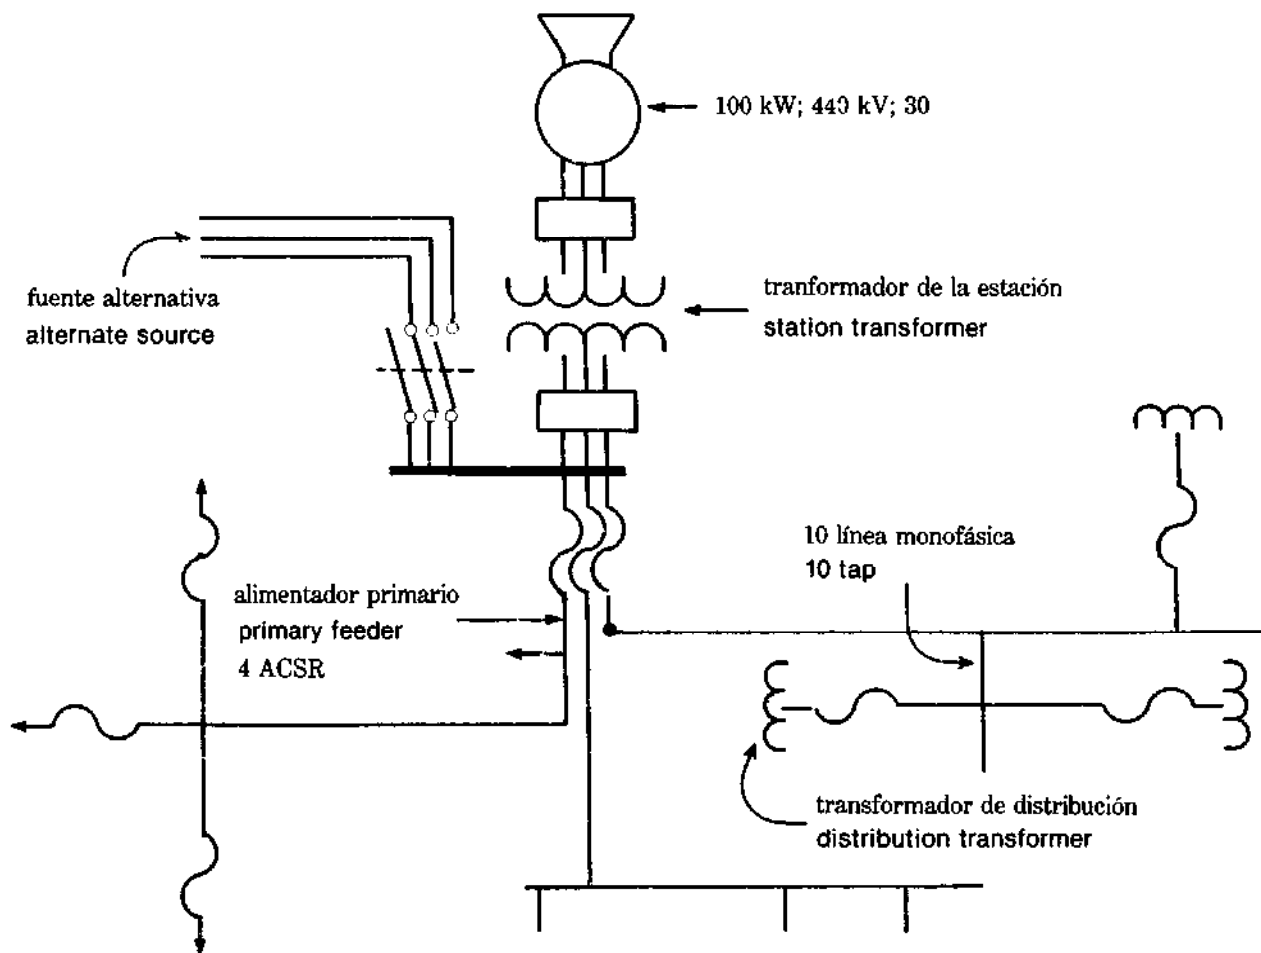 100 kW; 440 kV; 30
fuente alternativa
alternate source
tranformador de la estación
station transformer
10 línea monofásica
10 tap
alimentador primario
primary feeder
4 ACSR
transformador de distribución
distribution transformer